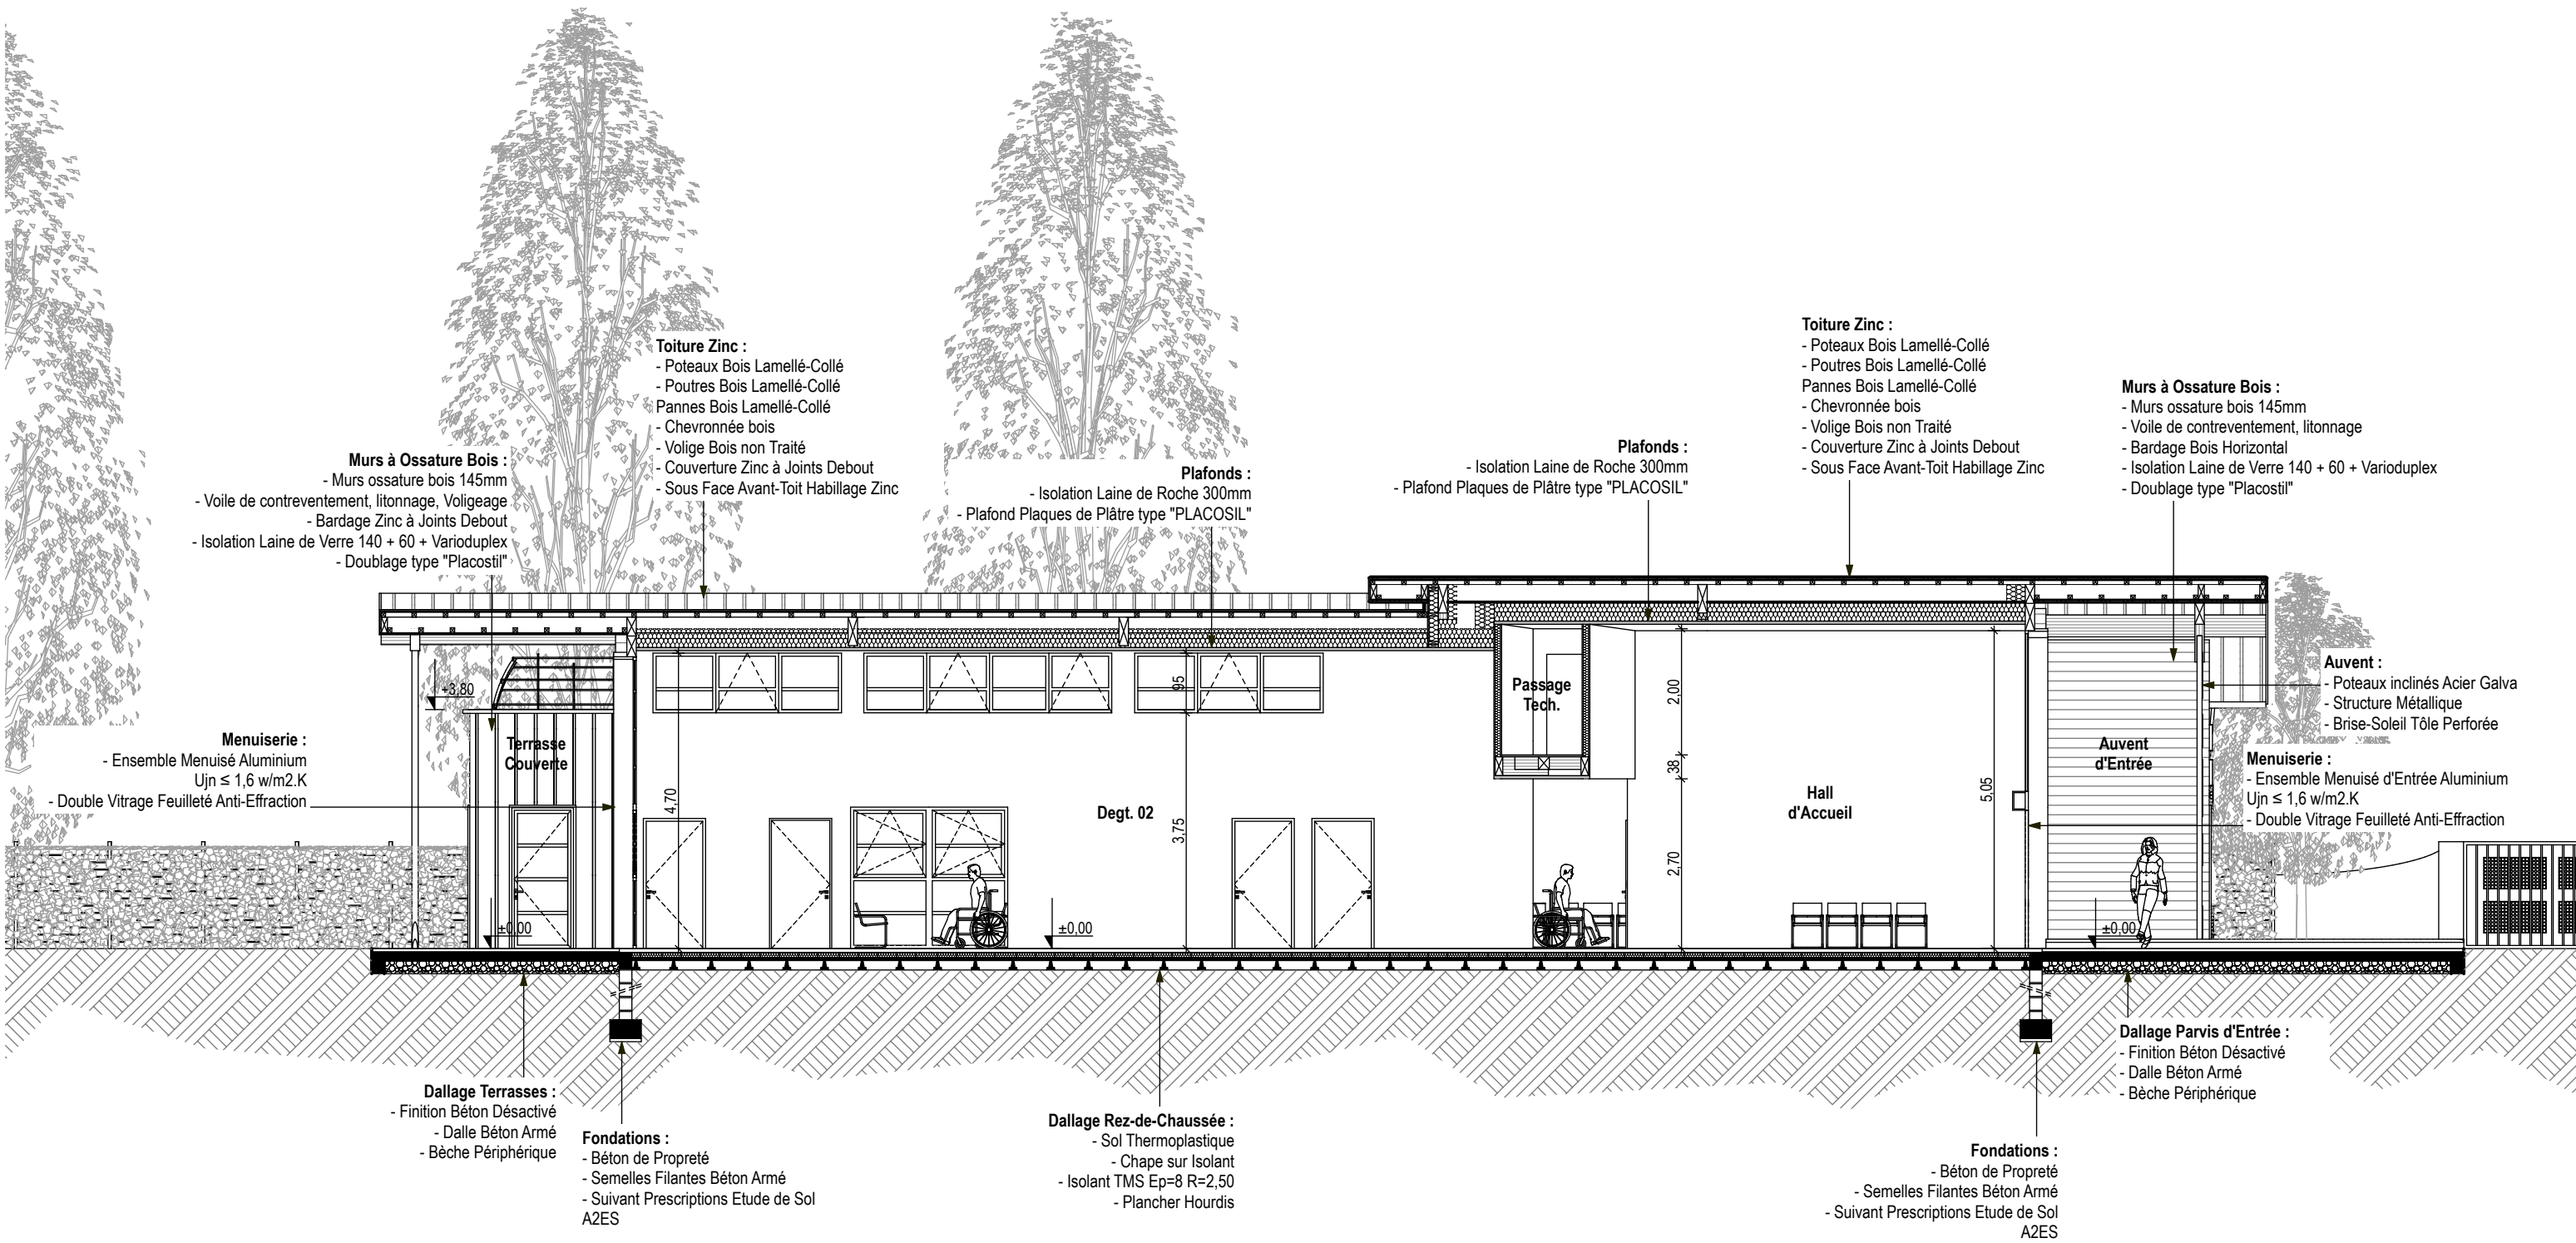 Toiture Zinc :
- Poteaux Bois Lamellé-Collé
- Poutres Bois Lamellé-Collé
Pannes Bois Lamellé-Collé
- Chevronnée bois
- Volige Bois non Traité
- Couverture Zinc à Joints Debout
- Sous Face Avant-Toit Habillage Zinc
Toiture Zinc :
- Poteaux Bois Lamellé-Collé
- Poutres Bois Lamellé-Collé
Pannes Bois Lamellé-Collé
- Chevronnée bois
- Volige Bois non Traité
- Couverture Zinc à Joints Debout
- Sous Face Avant-Toit Habillage Zinc
Murs à Ossature Bois :
- Murs ossature bois 145mm
- Voile de contreventement, litonnage
- Bardage Bois Horizontal
- Isolation Laine de Verre 140 + 60 + Varioduplex
- Doublage type "Placostil"
Murs à Ossature Bois :
- Murs ossature bois 145mm
- Voile de contreventement, litonnage, Voligeage
- Bardage Zinc à Joints Debout
- Isolation Laine de Verre 140 + 60 + Varioduplex
- Doublage type "Placostil"
Plafonds :
- Isolation Laine de Roche 300mm
- Plafond Plaques de Plâtre type "PLACOSIL"
Plafonds :
- Isolation Laine de Roche 300mm
- Plafond Plaques de Plâtre type "PLACOSIL"
Auvent :
- Poteaux inclinés Acier Galva
- Structure Métallique
- Brise-Soleil Tôle Perforée
+3,80
95
Passage
Tech.
2,00
Menuiserie :
- Ensemble Menuisé Aluminium
Ujn ≤ 1,6 w/m2.K
- Double Vitrage Feuilleté Anti-Effraction
Terrasse
Couverte
Auvent
d'Entrée
Menuiserie :
- Ensemble Menuisé d'Entrée Aluminium
Ujn ≤ 1,6 w/m2.K
- Double Vitrage Feuilleté Anti-Effraction
38
4,70
Degt. 02
3,75
Hall
d'Accueil
5,05
2,70
±0,00
±0,00
±0,00
Dallage Terrasses :
- Finition Béton Désactivé
- Dalle Béton Armé
- Bèche Périphérique
Fondations :
- Béton de Propreté
- Semelles Filantes Béton Armé
- Suivant Prescriptions Etude de Sol
A2ES
Dallage Rez-de-Chaussée :
- Sol Thermoplastique
- Chape sur Isolant
- Isolant TMS Ep=8 R=2,50
- Plancher Hourdis
Dallage Parvis d'Entrée :
- Finition Béton Désactivé
- Dalle Béton Armé
- Bèche Périphérique
Fondations :
- Béton de Propreté
- Semelles Filantes Béton Armé
- Suivant Prescriptions Etude de Sol
A2ES